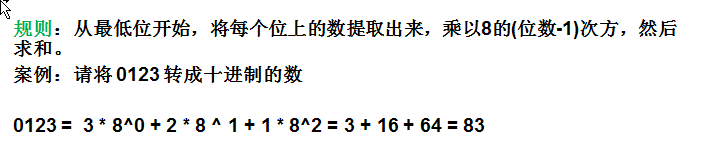 规则：从最低位开始，将每个位上的数提取出来，乘以8的(位数-1)次方，然后
求和。
案例：请将 0123 转成十进制的数
0123 =  3 * 8^0 + 2 * 8 ^ 1 + 1 * 8^2 = 3 + 16 + 64 = 83